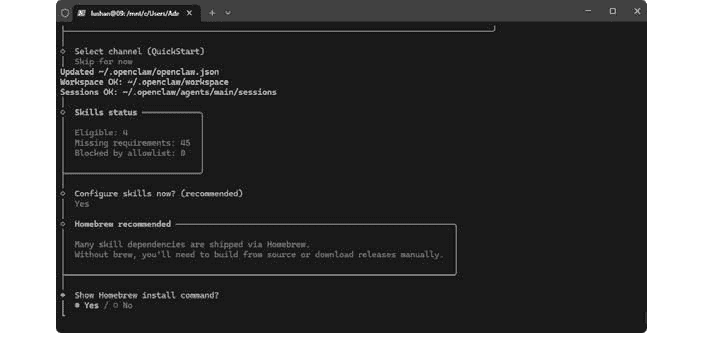 lushan@09: /mnt/c/Users/Adr
Select channel (QuickStart)
Skip for now
Updated ~/.openclaw/openclaw.json
Workspace OK: ~/.openclaw/workspace
Sessions OK: ~/.openclaw/agents/main/sessions
Skills status
Eligible: 4
Missing requirements: 45
Blocked by allowlist: 0
Configure skills now? (recommended)
Yes
Homebrew recommended
Many skill dependencies are shipped via Homebrew.
Without brew, you'll need to build from source or download releases manually.
Show Homebrew install command?
Yes / No